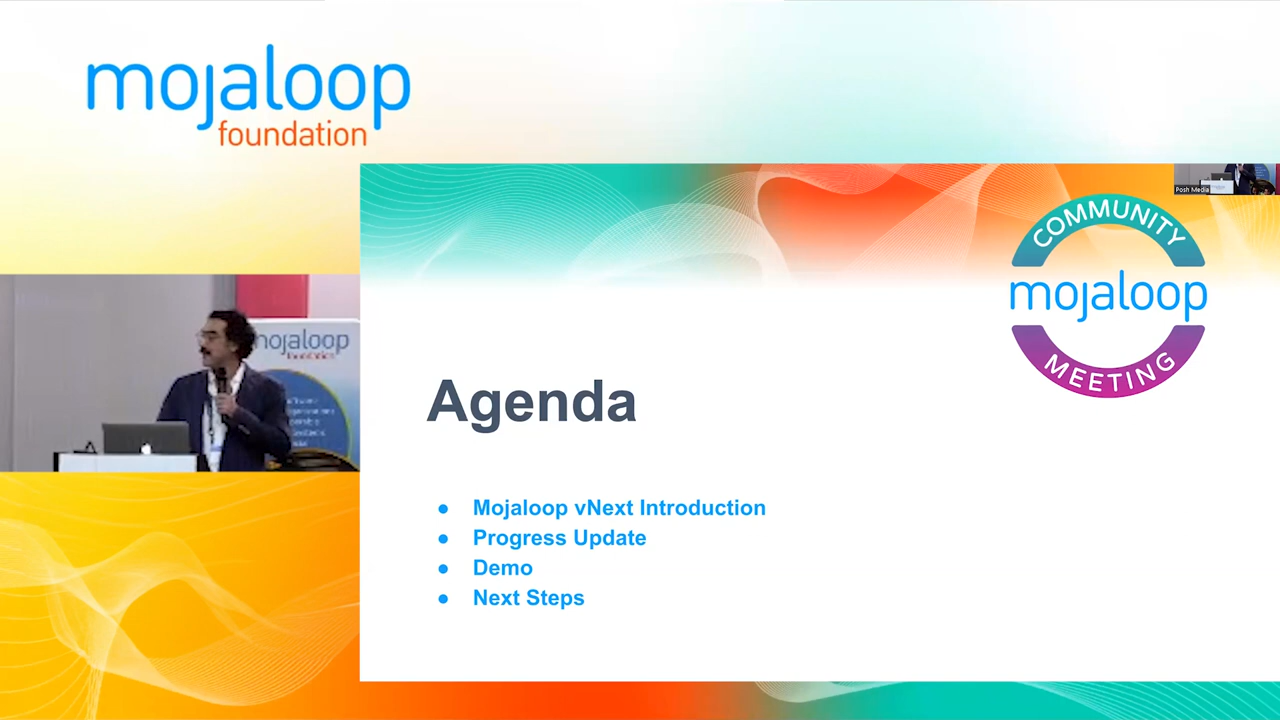 mojaloop
foundation
Posh Media
COMMUNITY
mojaloop
MEETING
mojaloop
foundation
Agenda
● Mojaloop vNext Introduction
● Progress Update
● Demo
● Next Steps